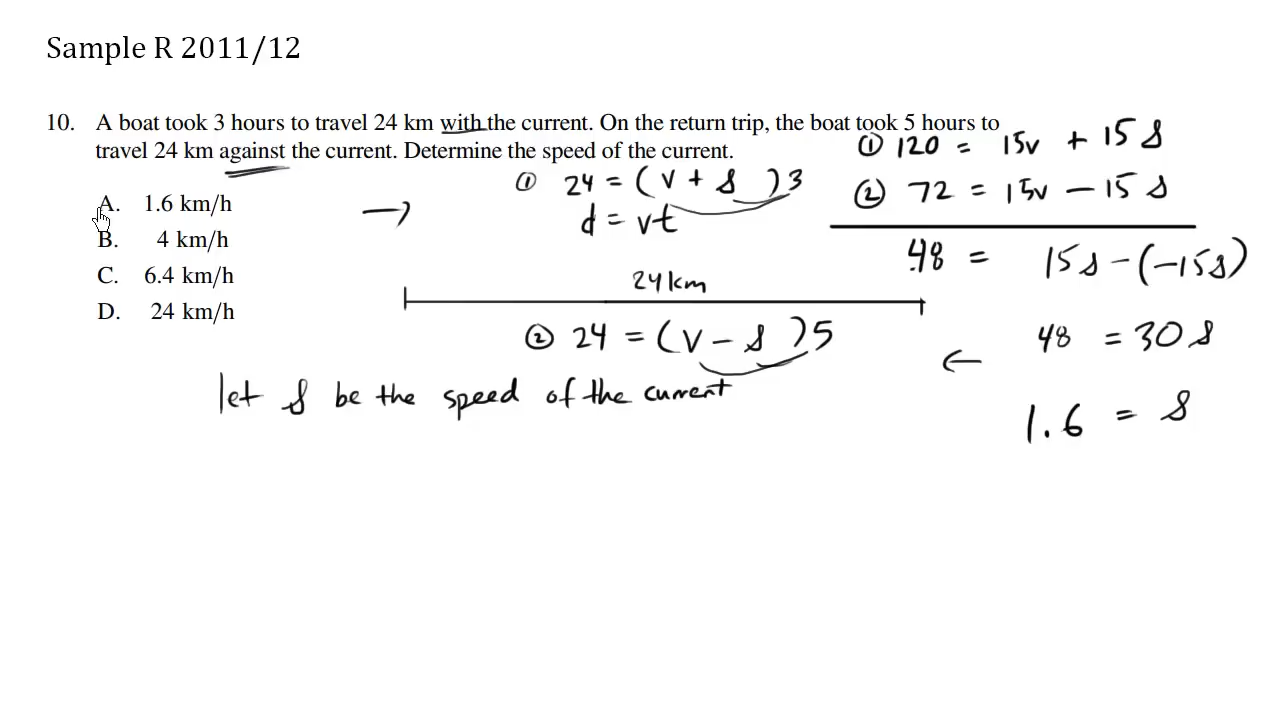 Sample R 2011/12
10. A boat took 3 hours to travel 24 km with the current. On the return trip, the boat took 5 hours to
travel 24 km against the current. Determine the speed of the current.
A. 1.6 km/h
B. 4 km/h
C. 6.4 km/h
D. 24 km/h
① 24 = (v + s)3
d = vt
24km
② 24 = (v - s)5
let s be the speed of the current
① 120 = 15v + 15s
② 72 = 15v - 15s
48 = 15s - (-15s)
48 = 30s
1.6 = s